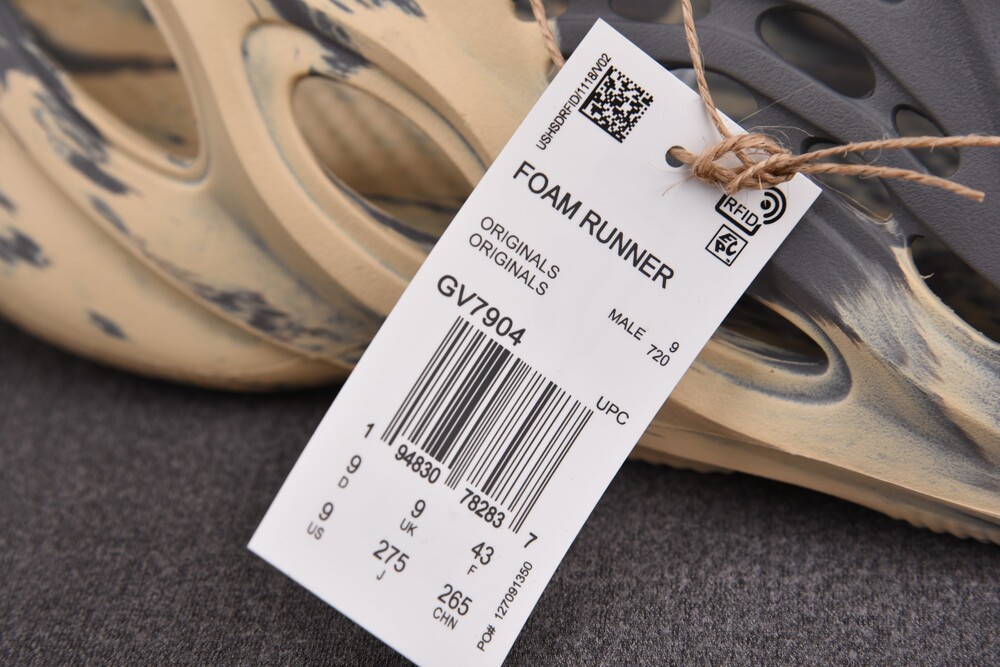 USHSDRFID/1118/V02
RFID
EPC
FOAM RUNNER
ORIGINALS
ORIGINALS
GV7904
MALE 9
720
UPC
1 94830 78283 7
9
D
9
US
9
UK
275
J
43
F
265
CHN
PO# 127091350